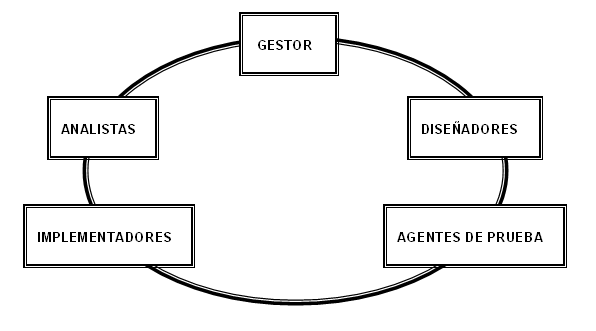 GESTOR
ANALISTAS
DISEÑADORES
IMPLEMENTADORES
AGENTES DE PRUEBA